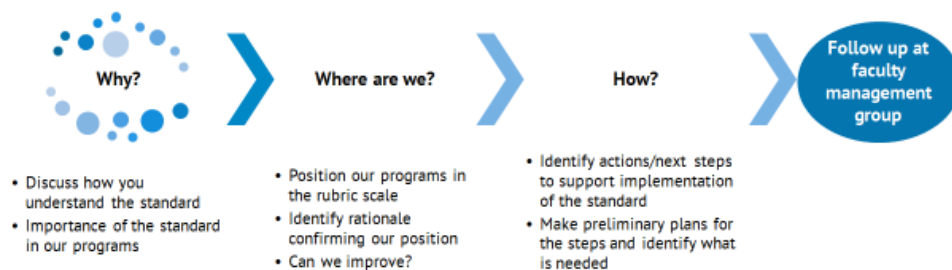 Why?
Where are we?
How?
Follow up at
faculty
management
group
• Discuss how you
understand the standard
• Importance of the standard
in our programs
• Position our programs in
the rubric scale
• Identify rationale
confirming our position
• Can we improve?
• Identify actions/next steps
to support implementation
of the standard
• Make preliminary plans for
the steps and identify what
is needed